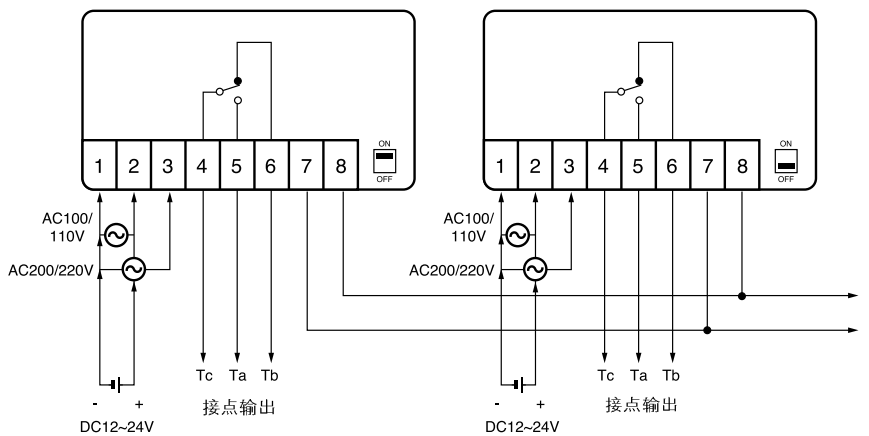 1 2 3 4 5 6 7 8
ON
OFF
AC100/
110V
AC200/220V
Tc Ta Tb
- +
接点输出
DC12~24V
1 2 3 4 5 6 7 8
ON
OFF
AC100/
110V
AC200/220V
Tc Ta Tb
- +
接点输出
DC12~24V